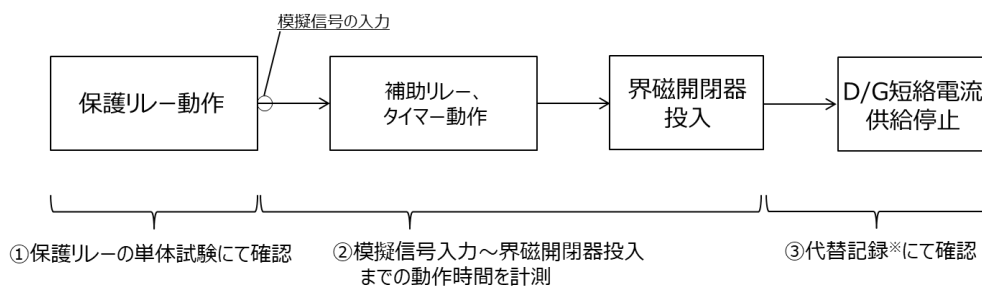 模擬信号の入力
保護リレー動作
補助リレー、
タイマー動作
界磁開閉器
投入
D/G短絡電流
供給停止
①保護リレーの単体試験にて確認
②模擬信号入力～界磁開閉器投入
までの動作時間を計測
③代替記録※にて確認